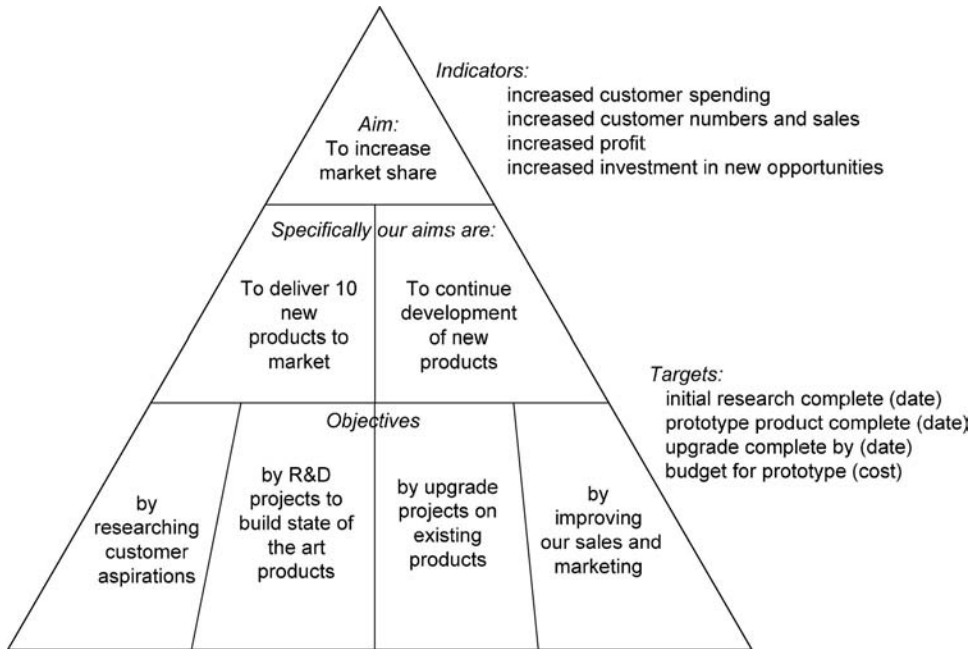 Indicators:
increased customer spending
increased customer numbers and sales
increased profit
increased investment in new opportunities
Aim:
To increase
market share
Specifically our aims are:
To deliver 10
new
products to
market
To continue
development
of new
products
Targets:
initial research complete (date)
prototype product complete (date)
upgrade complete by (date)
budget for prototype (cost)
Objectives
by
researching
customer
aspirations
by R&D
projects to
build state of
the art
products
by upgrade
projects on
existing
products
by
improving
our sales and
marketing